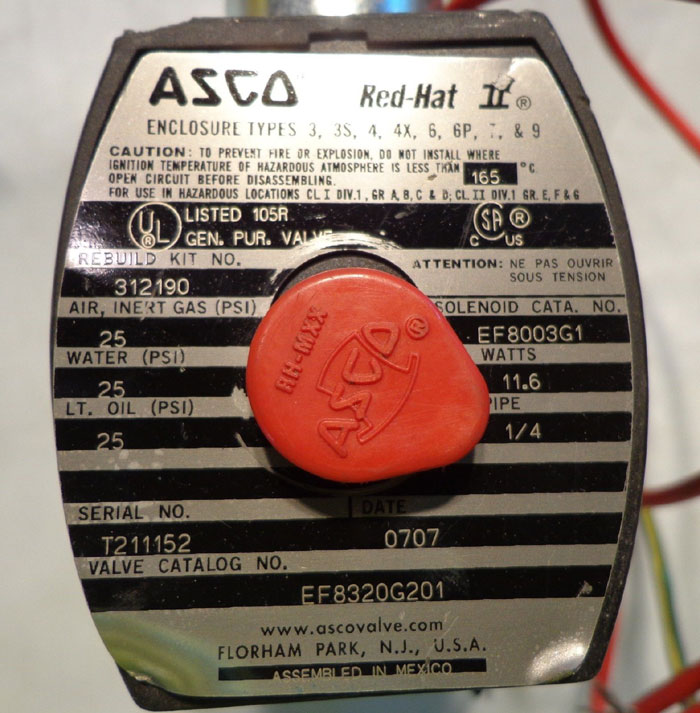 ASCO Red-Hat II ®
ENCLOSURE TYPES 3, 3S, 4, 4X, 6, 6P, 7, & 9
CAUTION: TO PREVENT FIRE OR EXPLOSION, DO NOT INSTALL WHERE
IGNITION TEMPERATURE OF HAZARDOUS ATMOSPHERE IS LESS THAN 165 °C
OPEN CIRCUIT BEFORE DISASSEMBLING.
FOR USE IN HAZARDOUS LOCATIONS CL I DIV.1, GR A, B, C & D; CL II DIV.1 GR. E, F & G
UL ® LISTED 105R
GEN. PUR. VALVE
SA ®
C US
REBUILD KIT NO.
312190
ATTENTION: NE PAS OUVRIR
SOUS TENSION
AIR, INERT GAS (PSI)
25
SOLENOID CATA. NO.
EF8003G1
WATER (PSI)
25
WATTS
11.6
LT. OIL (PSI)
25
PIPE
1/4
RH-MXX
ASCO ®
SERIAL NO. DATE
T211152 0707
VALVE CATALOG NO.
EF8320G201
www.ascovalve.com
FLORHAM PARK, N.J., U.S.A.
ASSEMBLED IN MEXICO